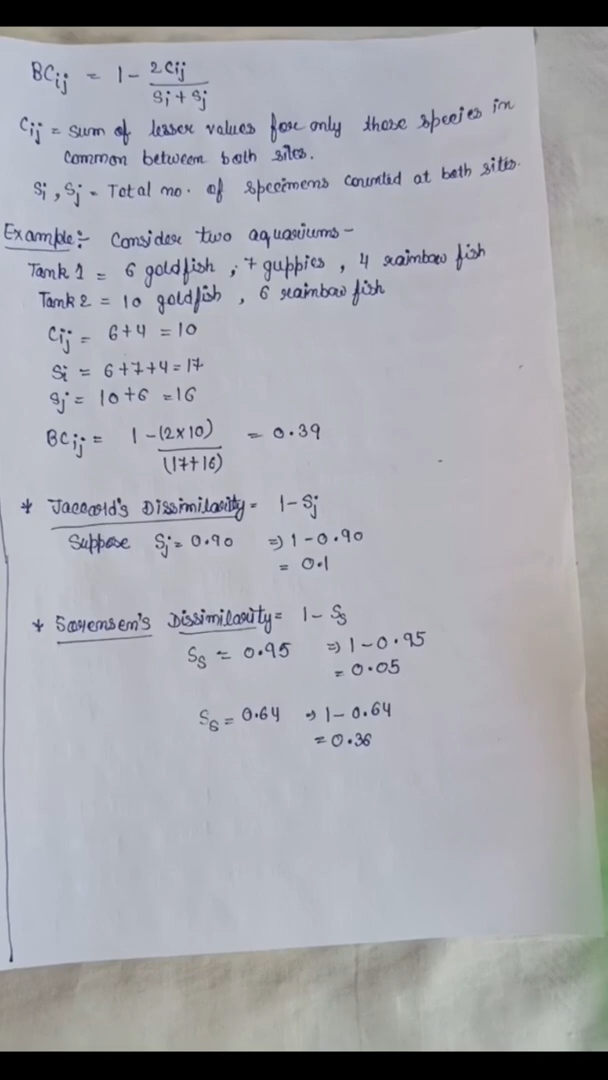 BCij = 1 - 2Cij / Si + Sj
Cij = Sum of lesser values for only those species in
common between both sites.
Si, Sj = Total no. of specimens counted at both sites.
Example:- Consider two aquariums-
Tank 1 = 6 goldfish, 7 guppies, 4 rainbow fish
Tank 2 = 10 goldfish, 6 rainbow fish
Cij = 6+4 = 10
Si = 6+7+4 = 17
Sj = 10+6 = 16
BCij = 1 - (2×10) / (17+16) = 0.39
* Jaccard's Dissimilarity = 1 - Sj
Suppose Sj = 0.90 ⇒ 1 - 0.90
= 0.1
* Sorensen's Dissimilarity = 1 - Ss
Ss = 0.95 ⇒ 1 - 0.95
= 0.05
Ss = 0.64 ⇒ 1 - 0.64
= 0.36